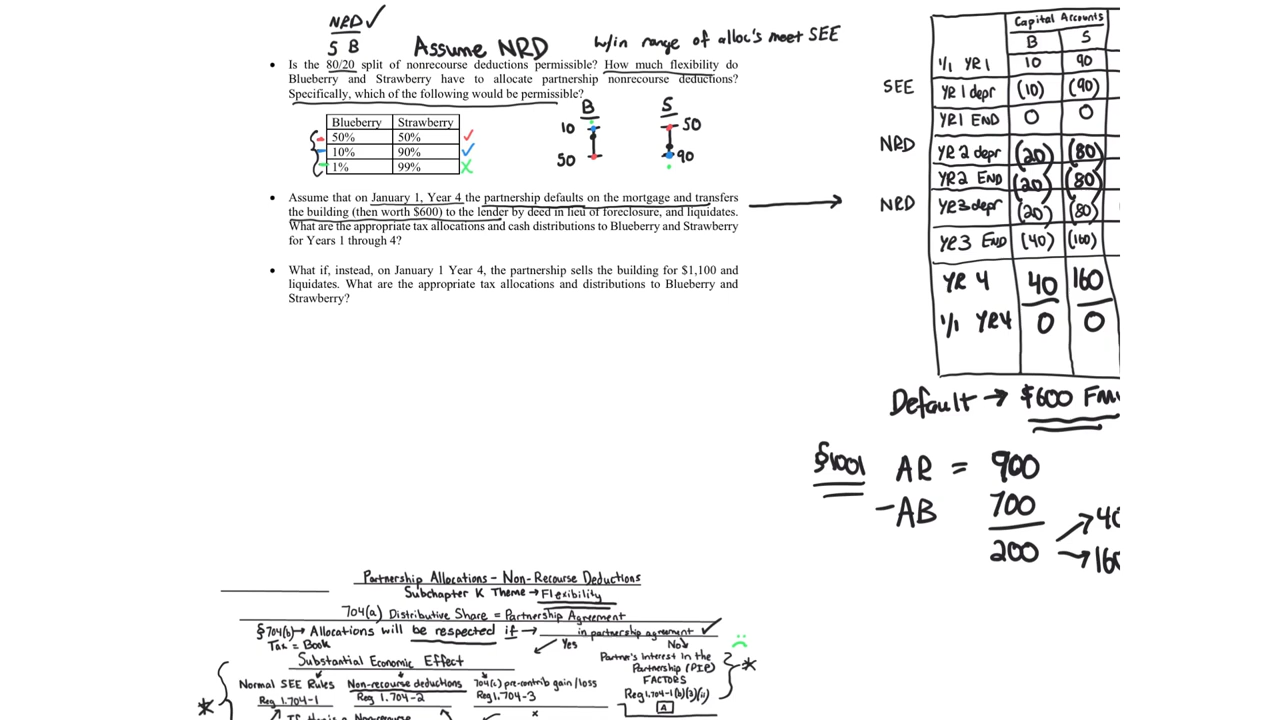 NRD ✓
S B
Assume NRD
w/in range of alloc's meet SEE
• Is the 80/20 split of nonrecourse deductions permissible? How much flexibility do
Blueberry and Strawberry have to allocate partnership nonrecourse deductions?
Specifically, which of the following would be permissible?
Blueberry Strawberry
50% 50% ✓
10% 90% ✓
1% 99% X
B S
10 50
50 90
• Assume that on January 1, Year 4 the partnership defaults on the mortgage and transfers
the building (then worth $600) to the lender by deed in lieu of foreclosure, and liquidates.
What are the appropriate tax allocations and cash distributions to Blueberry and Strawberry
for Years 1 through 4?
• What if, instead, on January 1 Year 4, the partnership sells the building for $1,100 and
liquidates. What are the appropriate tax allocations and distributions to Blueberry and
Strawberry?
Capital Accounts
B S
1/1 YR1 10 90
SEE YR 1 depr (10) (90)
YR1 END 0 0
NRD YR 2 depr (20) (80)
YR2 END (20) (80)
NRD YR3 depr (20) (80)
YR3 END (40) (160)
YR 4 40 160
1/1 YR4 0 0
Default → $600
§1001 AR = 900
-AB 700
200
Partnership Allocations - Non-Recourse Deductions
Subchapter K Theme → Flexibility
704(a) Distributive Share = Partnership Agreement
§704(b) → Allocations will be respected if → in partnership agreement ✓
Tax = Book
Yes No
Substantial Economic Effect
Partner's Interest in the
Partnership (PIP)
FACTORS
Reg 1.704-1(b)(3)(ii)
A
Normal SEE Rules Non-recourse deductions 704(c) pre-contrib gain/loss
Reg 1.704-1 Reg 1.704-2 Reg 1.704-3